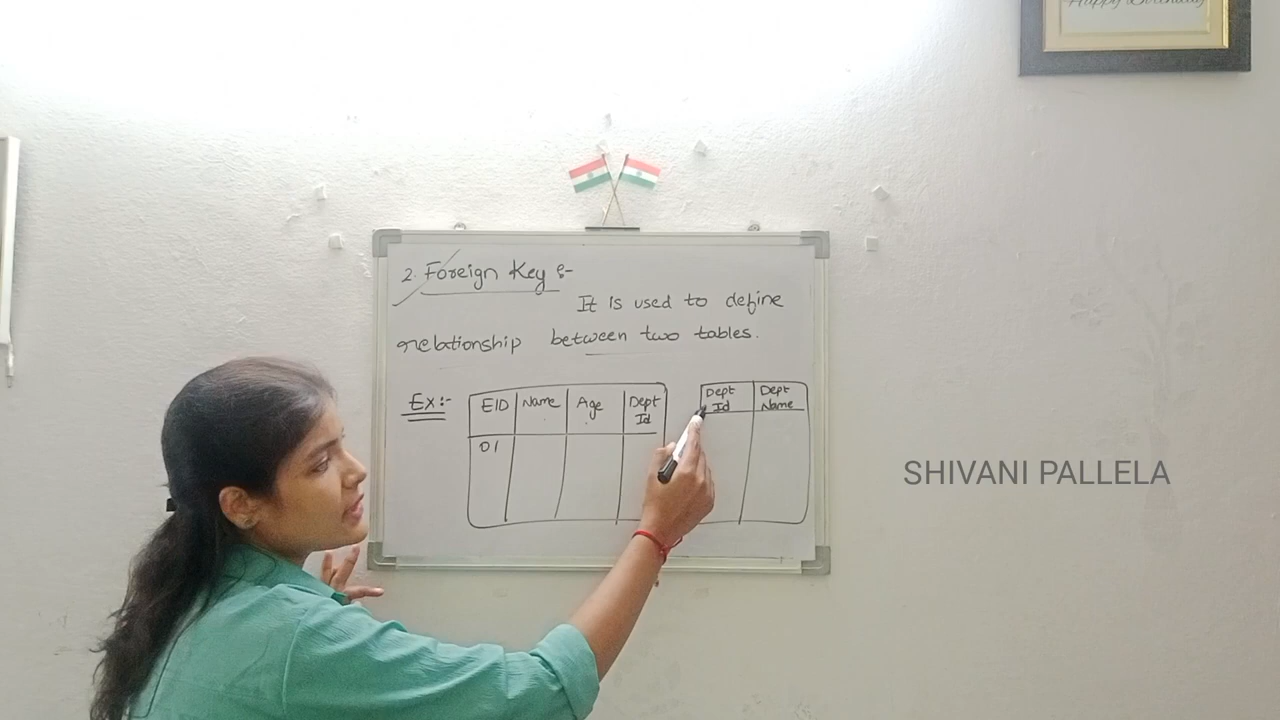 Happy Birthday
2. Foreign Key :-
It is used to define
relationship between two tables.
Ex:-
EID Name Age Dept Id
01
Dept Id Dept Name
SHIVANI PALLELA